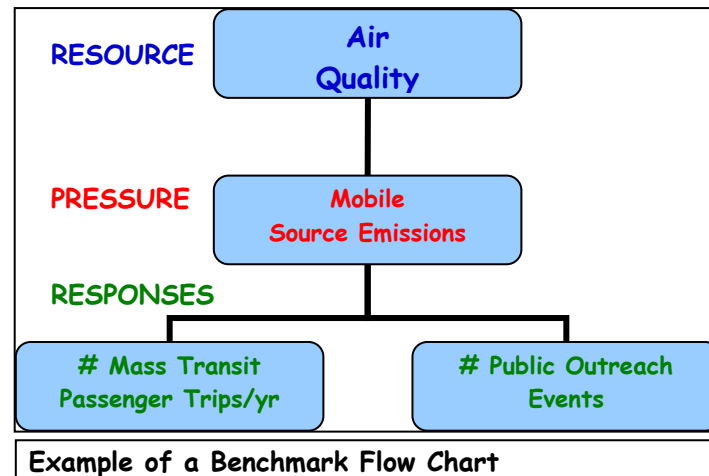 RESOURCE
Air
Quality
PRESSURE
Mobile
Source Emissions
RESPONSES
# Mass Transit
Passenger Trips/yr
# Public Outreach
Events
Example of a Benchmark Flow Chart